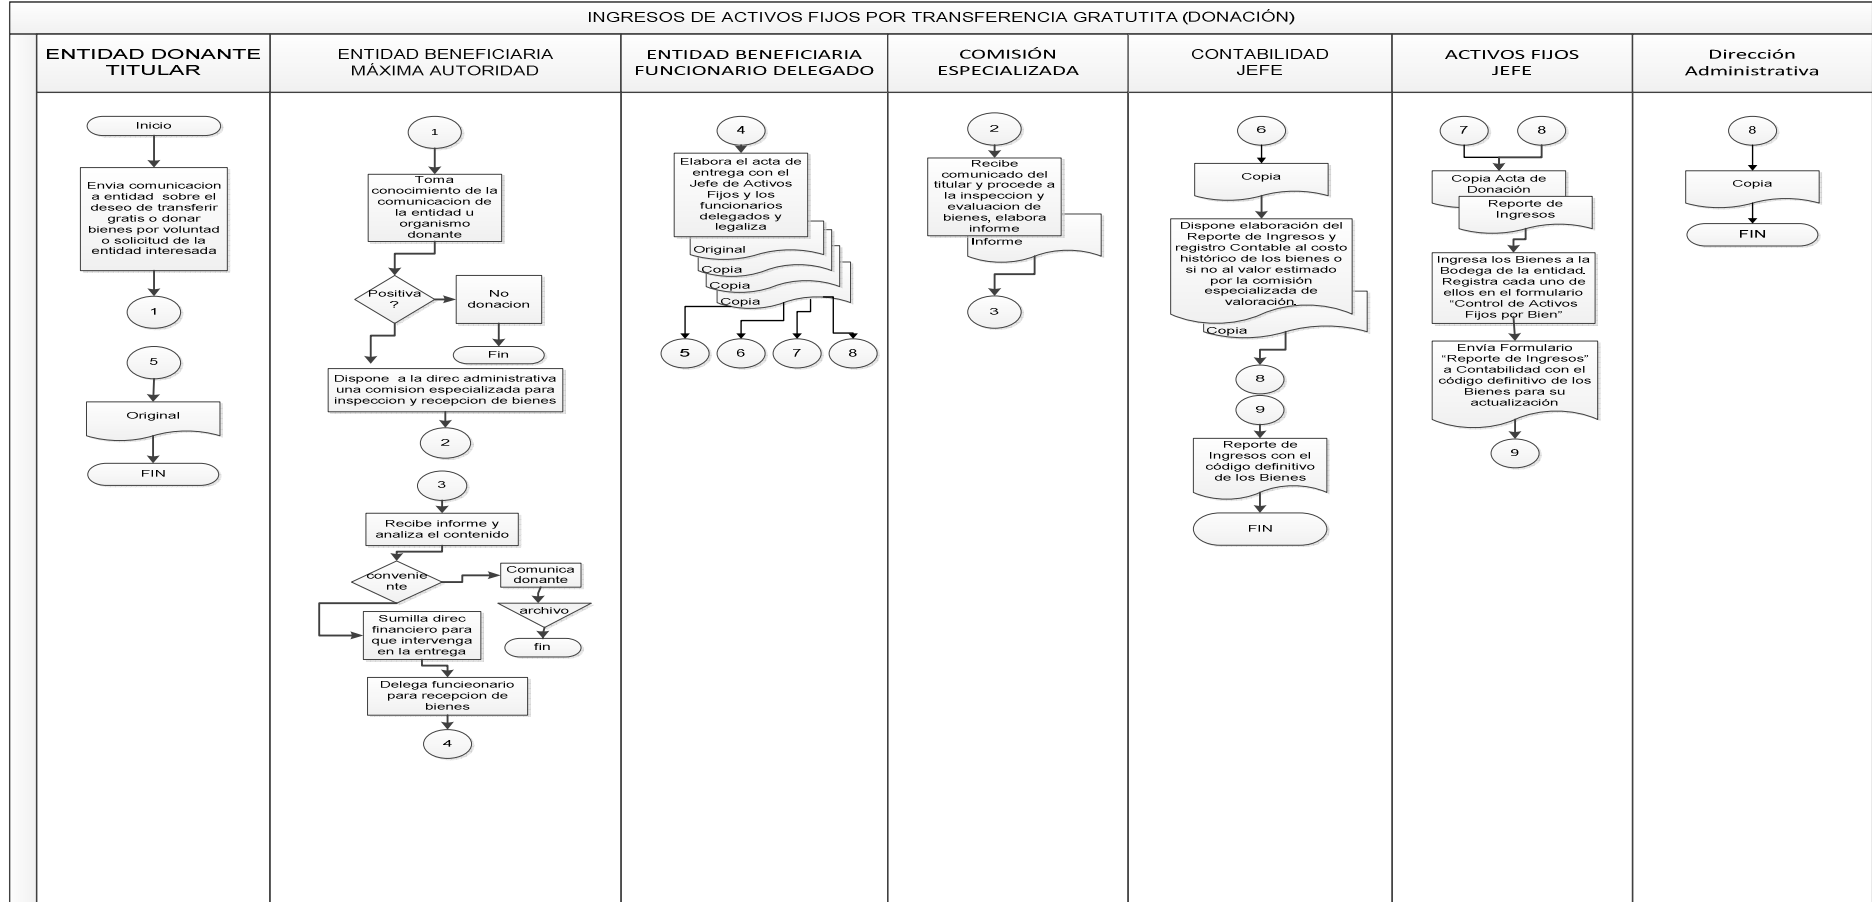 INGRESOS DE ACTIVOS FIJOS POR TRANSFERENCIA GRATUTITA (DONACIÓN)
ENTIDAD DONANTE
TITULAR
Inicio
Envia comunicacion
a entidad sobre el
deseo de transferir
gratis o donar
bienes por voluntad
o solicitud de la
entidad interesada
1
5
Original
FIN
ENTIDAD BENEFICIARIA
MÁXIMA AUTORIDAD
1
Toma
conocimiento de la
comunicacion de
la entidad u
organismo
donante
Positiva
?
No
donacion
Fin
Dispone a la direc administrativa
una comision especializada para
inspeccion y recepcion de bienes
2
3
Recibe informe y
analiza el contenido
convenie
nte
Comunica
donante
archivo
fin
Sumilla direc
financiero para
que intervenga
en la entrega
Delega funcieonario
para recepcion de
bienes
4
ENTIDAD BENEFICIARIA
FUNCIONARIO DELEGADO
4
Elabora el acta de
entrega con el
Jefe de Activos
Fijos y los
funcionarios
delegados y
legaliza
Original
Copia
Copia
Copia
5
6
7
8
COMISIÓN
ESPECIALIZADA
2
Recibe
comunicado del
titular y procede a
la inspeccion y
evaluacion de
bienes, elabora
informe
Informe
3
CONTABILIDAD
JEFE
6
Copia
Dispone elaboración del
Reporte de Ingresos y
registro Contable al costo
histórico de los bienes o
si no al valor estimado
por la comisión
especializada de
valoración.
Copia
8
9
Reporte de
Ingresos con el
código definitivo
de los Bienes
FIN
ACTIVOS FIJOS
JEFE
7
8
Copia Acta de
Donación
Reporte de
Ingresos
Ingresa los Bienes a la
Bodega de la entidad.
Registra cada uno de
ellos en el formulario
“Control de Activos
Fijos por Bien”
Envía Formulario
“Reporte de Ingresos”
a Contabilidad con el
código definitivo de los
Bienes para su
actualización
9
Dirección
Administrativa
8
Copia
FIN